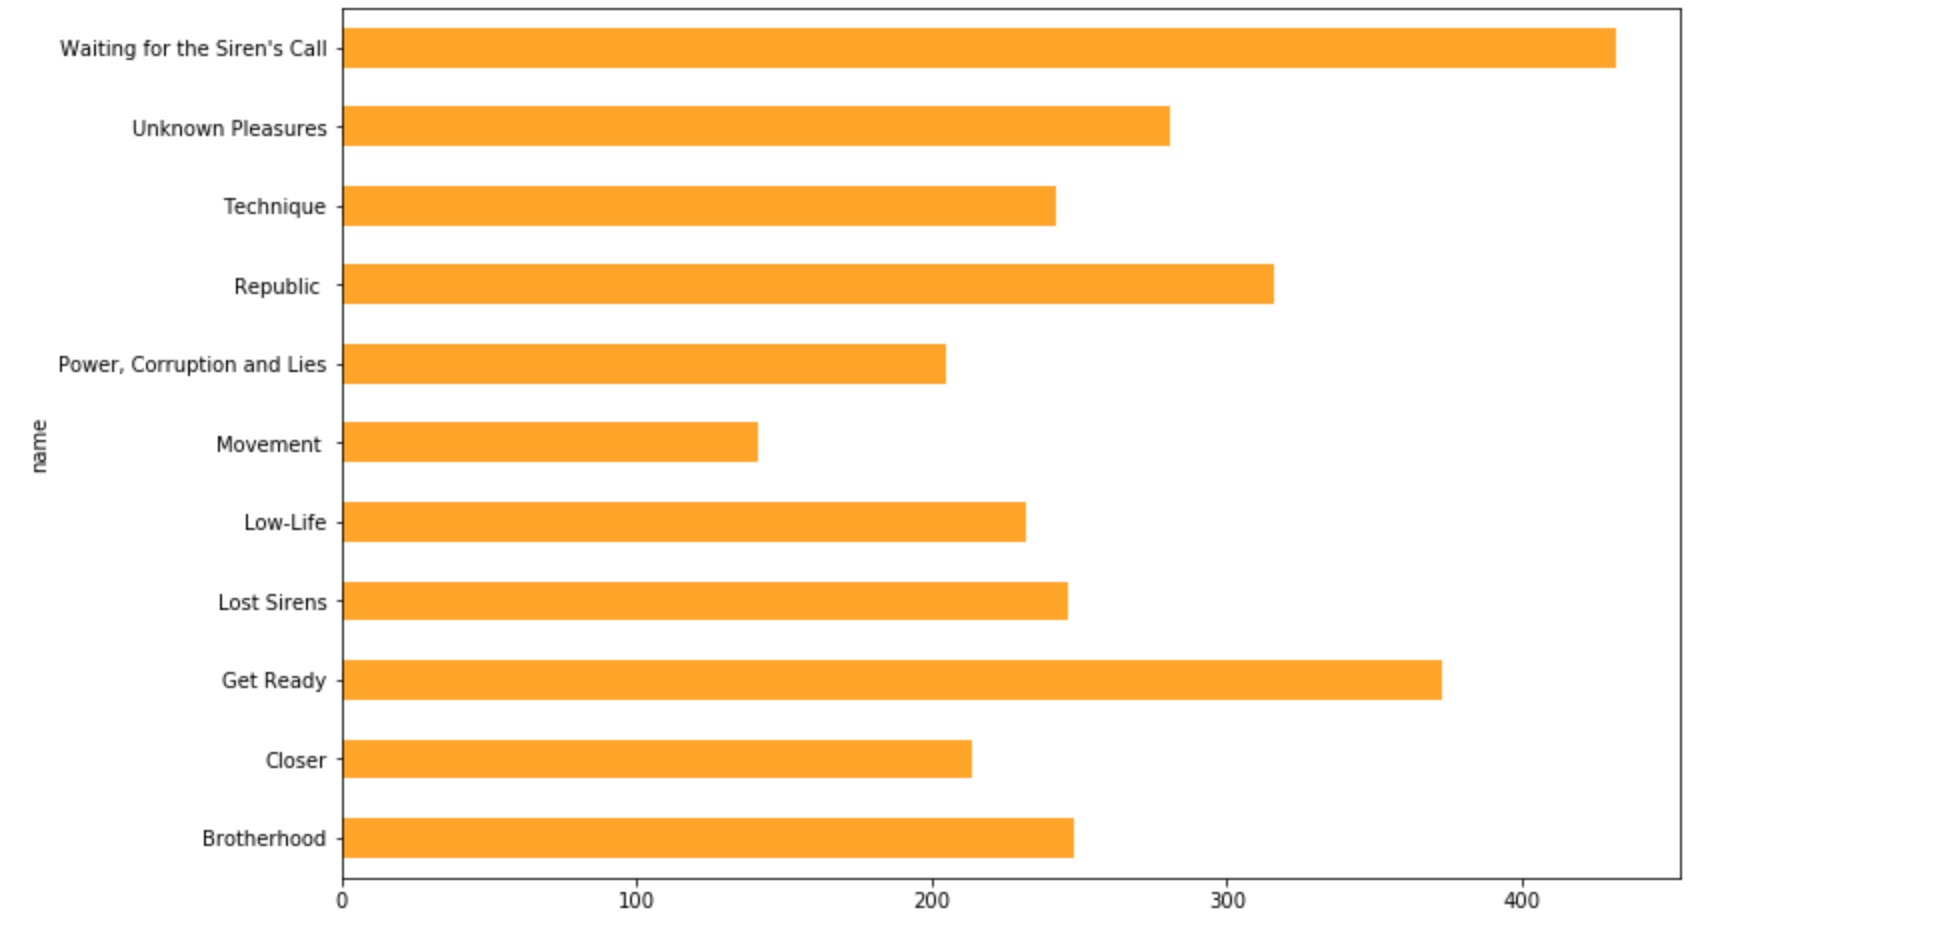 Waiting for the Siren's Call
Unknown Pleasures
Technique
Republic
Power, Corruption and Lies
Movement
Low-Life
Lost Sirens
Get Ready
Closer
Brotherhood
name
0 100 200 300 400